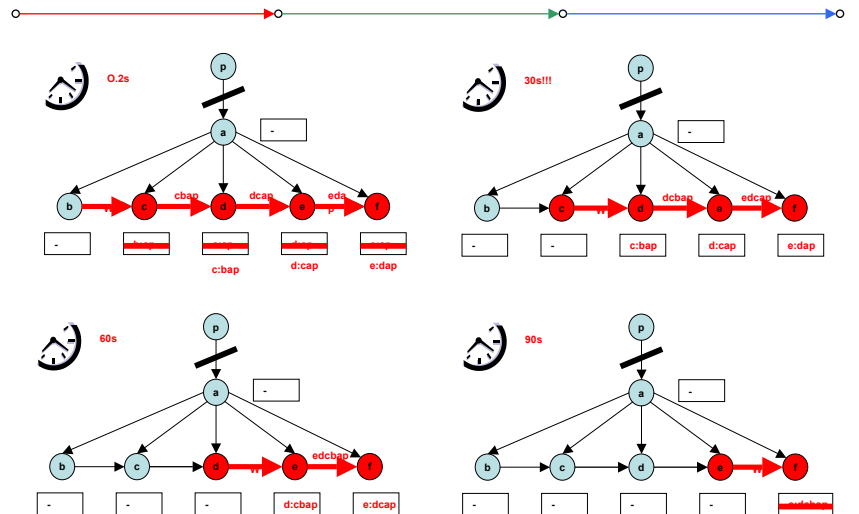 O.2s
p
a
-
cbap
dcap
eda
p
b
c
d
e
f
-
c:bap
d:cap
e:dap
30s!!!
p
a
-
dcbap
edcap
b
c
W
d
e
f
-
-
c:bap
d:cap
e:dap
60s
p
a
-
edcbap
b
c
d
W
e
f
-
-
-
d:cbap
e:dcap
90s
p
a
-
b
c
d
e
W
f
-
-
-
-